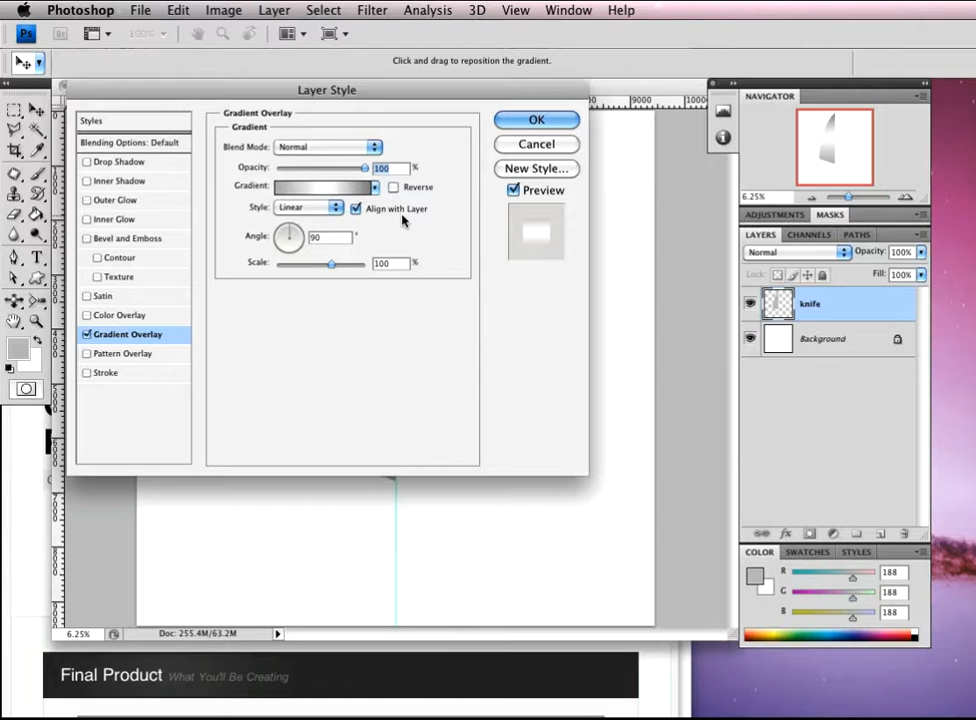 Photoshop File Edit Image Layer Select Filter Analysis 3D View Window Help
Ps Br 100%
Click and drag to reposition the gradient.
Layer Style
9000 10000
Styles
Blending Options: Default
Drop Shadow
Inner Shadow
Outer Glow
Inner Glow
Bevel and Emboss
Contour
Texture
Satin
Color Overlay
Gradient Overlay
Pattern Overlay
Stroke
Gradient Overlay
Gradient
Blend Mode: Normal
Opacity: 100 %
Gradient: Reverse
Style: Linear Align with Layer
Angle: 90 °
Scale: 100 %
OK
Cancel
New Style...
Preview
NAVIGATOR
6.25%
ADJUSTMENTS MASKS
LAYERS CHANNELS PATHS
Normal Opacity: 100%
Lock: Fill: 100%
knife
Background
COLOR SWATCHES STYLES
R 188
G 188
B 188
6.25% Doc: 255.4M/63.2M
Final Product What You'll Be Creating